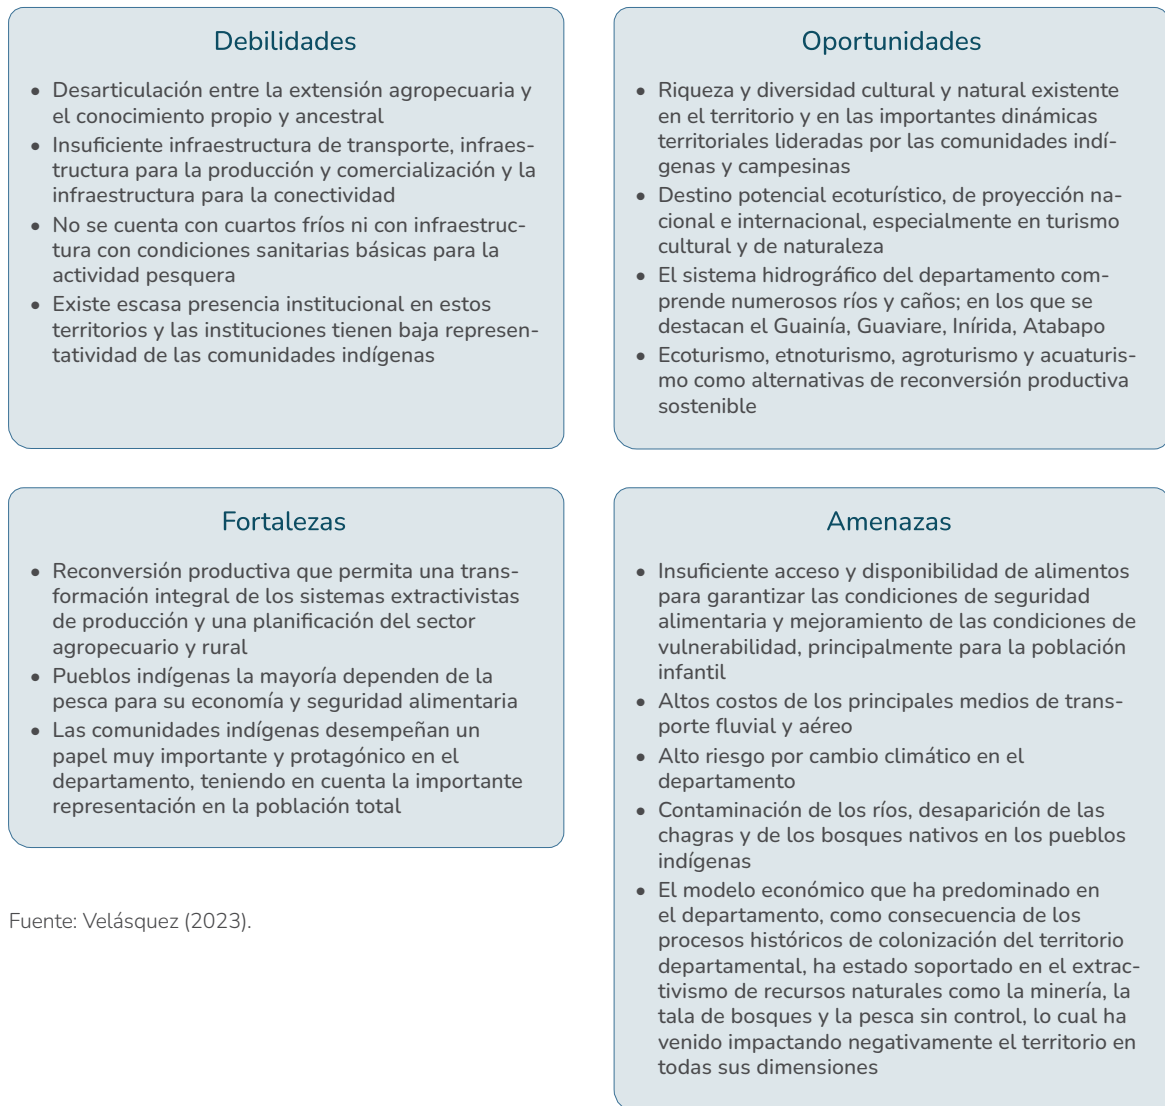 Debilidades
• Desarticulación entre la extensión agropecuaria y
el conocimiento propio y ancestral
• Insuficiente infraestructura de transporte, infraes-
tructura para la producción y comercialización y la
infraestructura para la conectividad
• No se cuenta con cuartos fríos ni con infraestruc-
tura con condiciones sanitarias básicas para la
actividad pesquera
• Existe escasa presencia institucional en estos
territorios y las instituciones tienen baja represen-
tatividad de las comunidades indígenas
Oportunidades
• Riqueza y diversidad cultural y natural existente
en el territorio y en las importantes dinámicas
territoriales lideradas por las comunidades indí-
genas y campesinas
• Destino potencial ecoturístico, de proyección na-
cional e internacional, especialmente en turismo
cultural y de naturaleza
• El sistema hidrográfico del departamento com-
prende numerosos ríos y caños; en los que se
destacan el Guainía, Guaviare, Inírida, Atabapo
• Ecoturismo, etnoturismo, agroturismo y acuaturis-
mo como alternativas de reconversión productiva
sostenible
Fortalezas
• Reconversión productiva que permita una trans-
formación integral de los sistemas extractivistas
de producción y una planificación del sector
agropecuario y rural
• Pueblos indígenas la mayoría dependen de la
pesca para su economía y seguridad alimentaria
• Las comunidades indígenas desempeñan un
papel muy importante y protagónico en el
departamento, teniendo en cuenta la importante
representación en la población total
Amenazas
• Insuficiente acceso y disponibilidad de alimentos
para garantizar las condiciones de seguridad
alimentaria y mejoramiento de las condiciones de
vulnerabilidad, principalmente para la población
infantil
• Altos costos de los principales medios de trans-
porte fluvial y aéreo
• Alto riesgo por cambio climático en el
departamento
• Contaminación de los ríos, desaparición de las
chagras y de los bosques nativos en los pueblos
indígenas
• El modelo económico que ha predominado en
el departamento, como consecuencia de los
procesos históricos de colonización del territorio
departamental, ha estado soportado en el extrac-
tivismo de recursos naturales como la minería, la
tala de bosques y la pesca sin control, lo cual ha
venido impactando negativamente el territorio en
todas sus dimensiones
Fuente: Velásquez (2023).